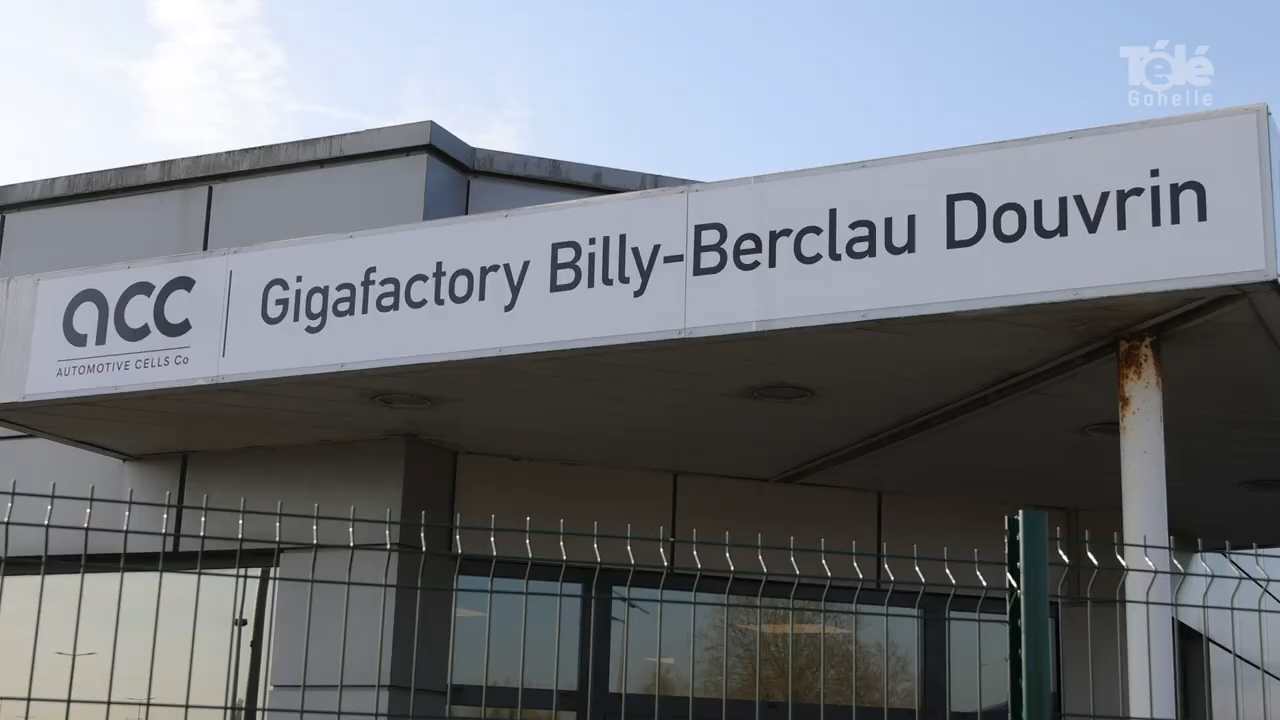 Télé
Gohelle
acc
AUTOMOTIVE CELLS Co
Gigafactory Billy-Berclau Douvrin